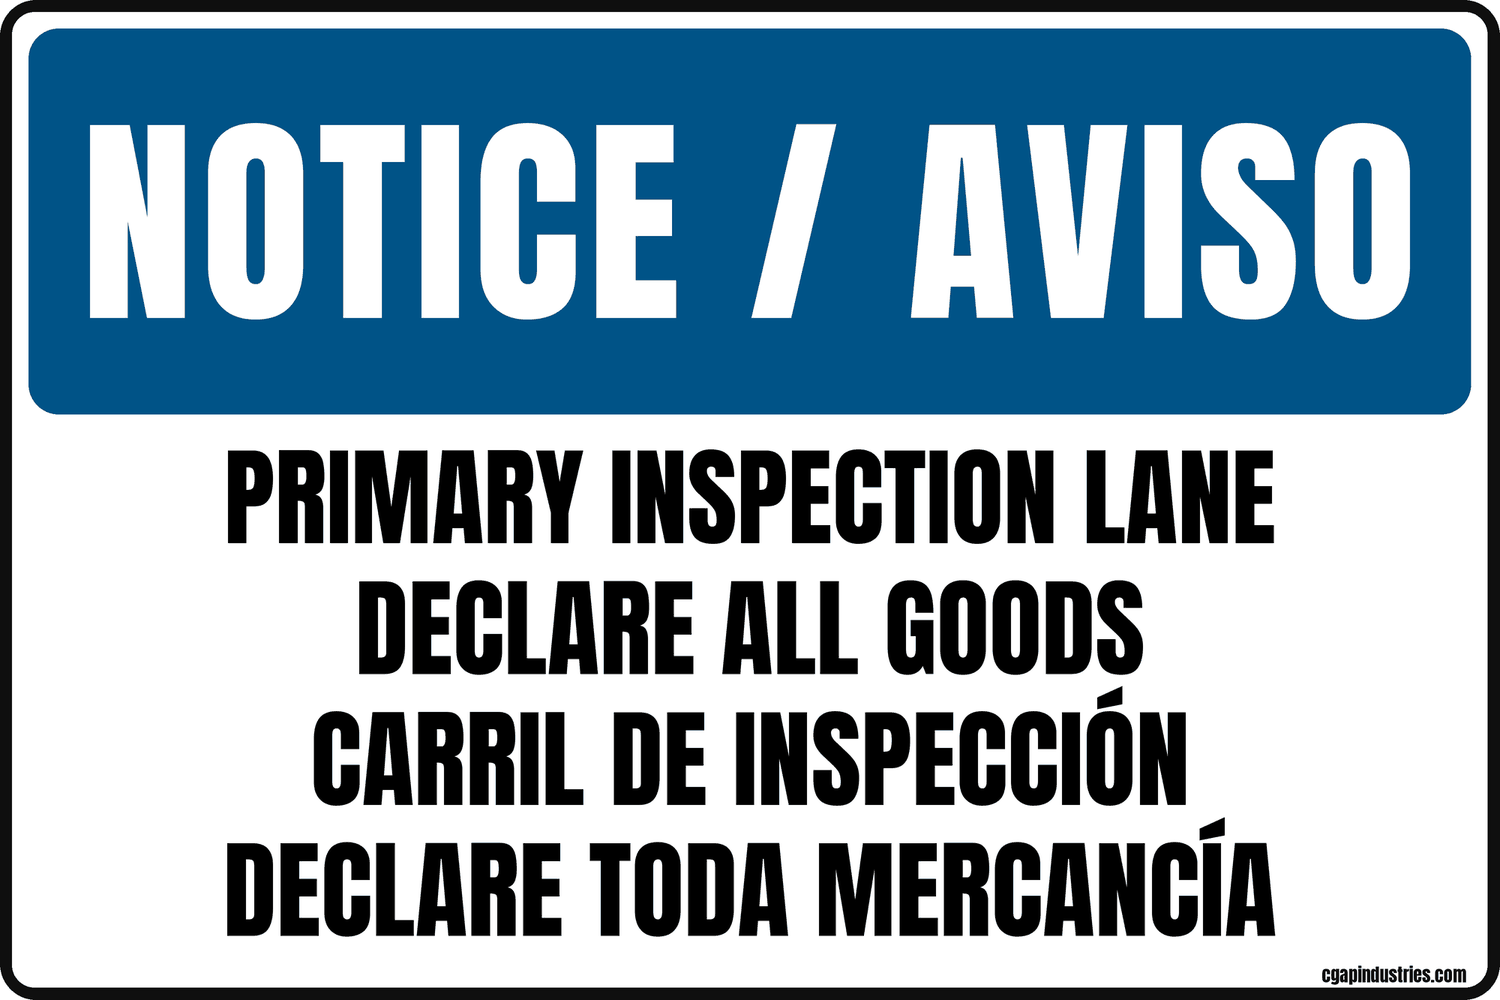 NOTICE / AVISO
PRIMARY INSPECTION LANE
DECLARE ALL GOODS
CARRIL DE INSPECCIÓN
DECLARE TODA MERCANCÍA
cgapindustries.com